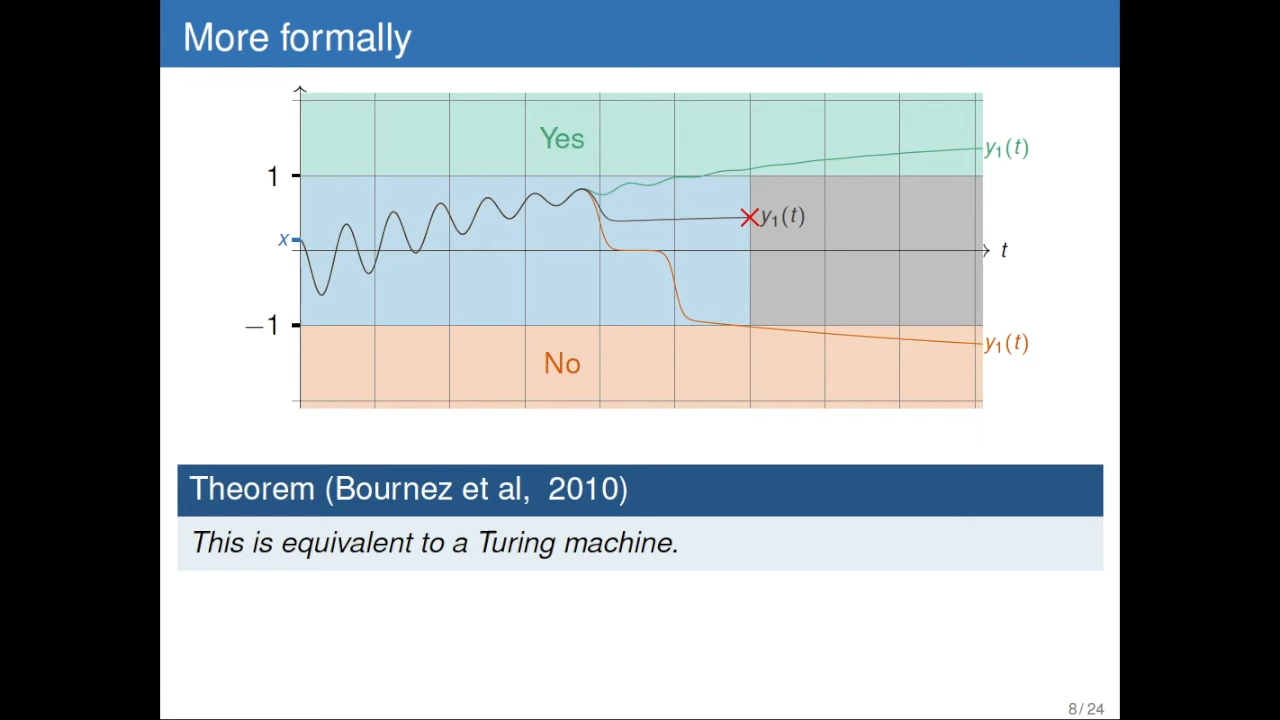 More formally
Yes
y₁(t)
1
y₁(t)
x
t
−1
y₁(t)
No
Theorem (Bournez et al, 2010)
This is equivalent to a Turing machine.
8 / 24